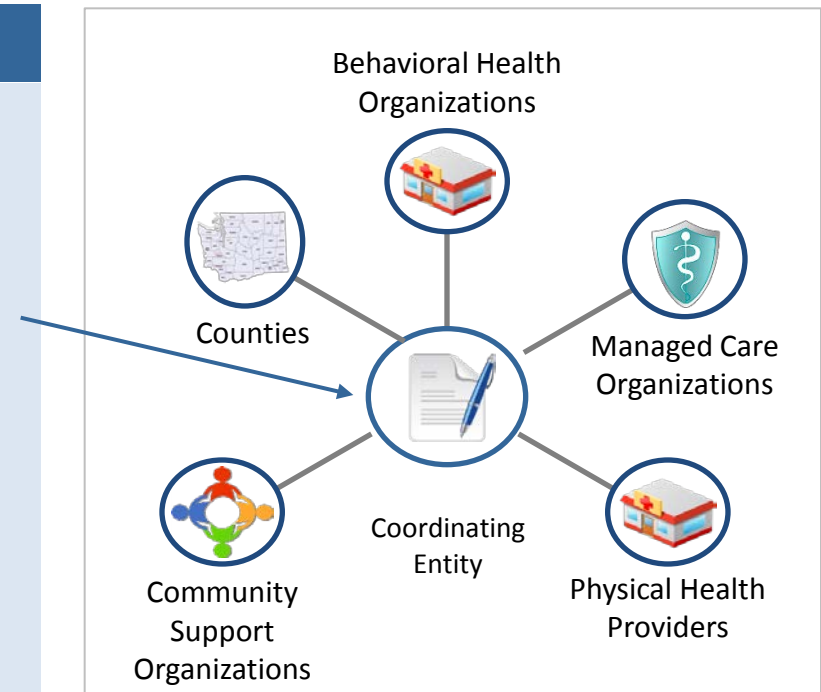 Behavioral Health
Organizations
Counties
Managed Care
Organizations
Coordinating
Entity
Community
Support
Organizations
Physical Health
Providers